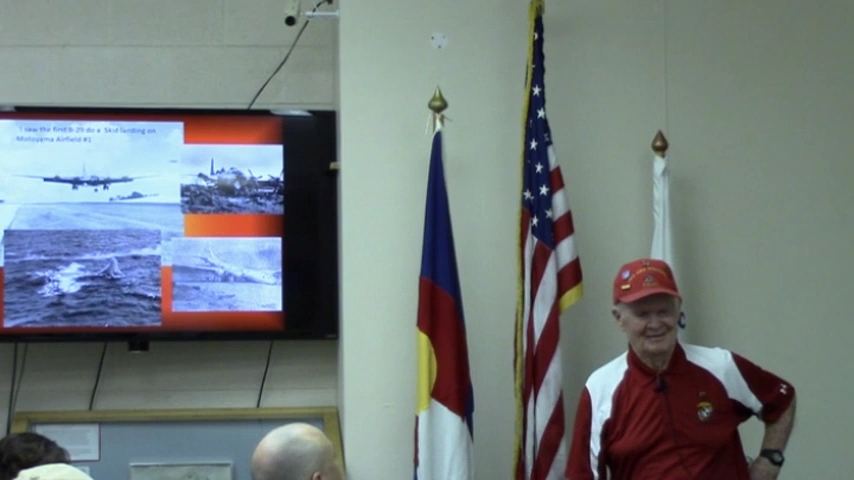 I saw the first B-29 do a Skid landing on
Motoyama Airfield #1